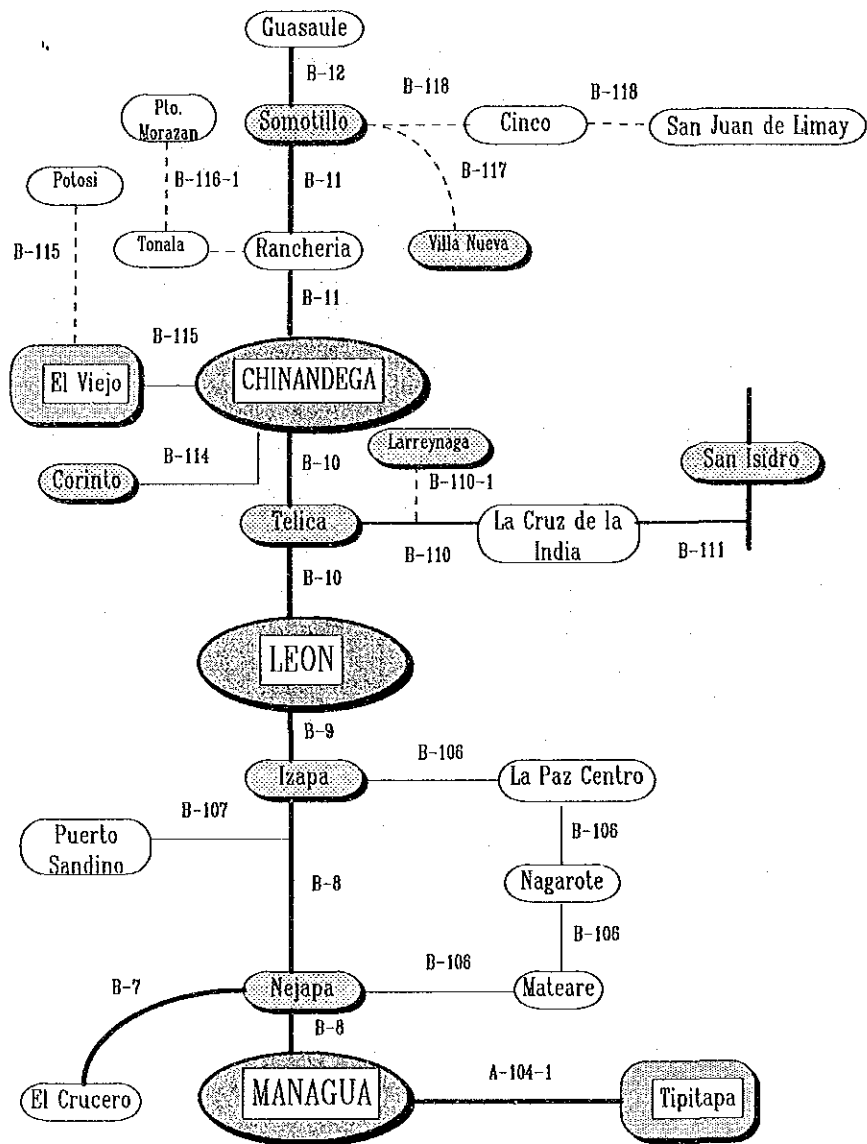 Guasaule
B-12
B-118
B-118
Pto.
Morazan
Somotillo
Cinco
San Juan de Limay
Potosi
B-116-1
B-11
B-117
B-115
Tonala
Rancheria
Villa Nueva
B-11
B-115
El Viejo
CHINANDEGA
Larreynaga
B-114
B-10
San Isidro
Corinto
B-110-1
Telica
La Cruz de la
India
B-110
B-111
B-10
LEON
B-9
B-106
Izapa
La Paz Centro
B-107
Puerto
Sandino
B-106
B-8
Nagarote
B-106
B-106
B-7
Nejapa
Mateare
B-8
A-104-1
El Crucero
MANAGUA
Tipitapa